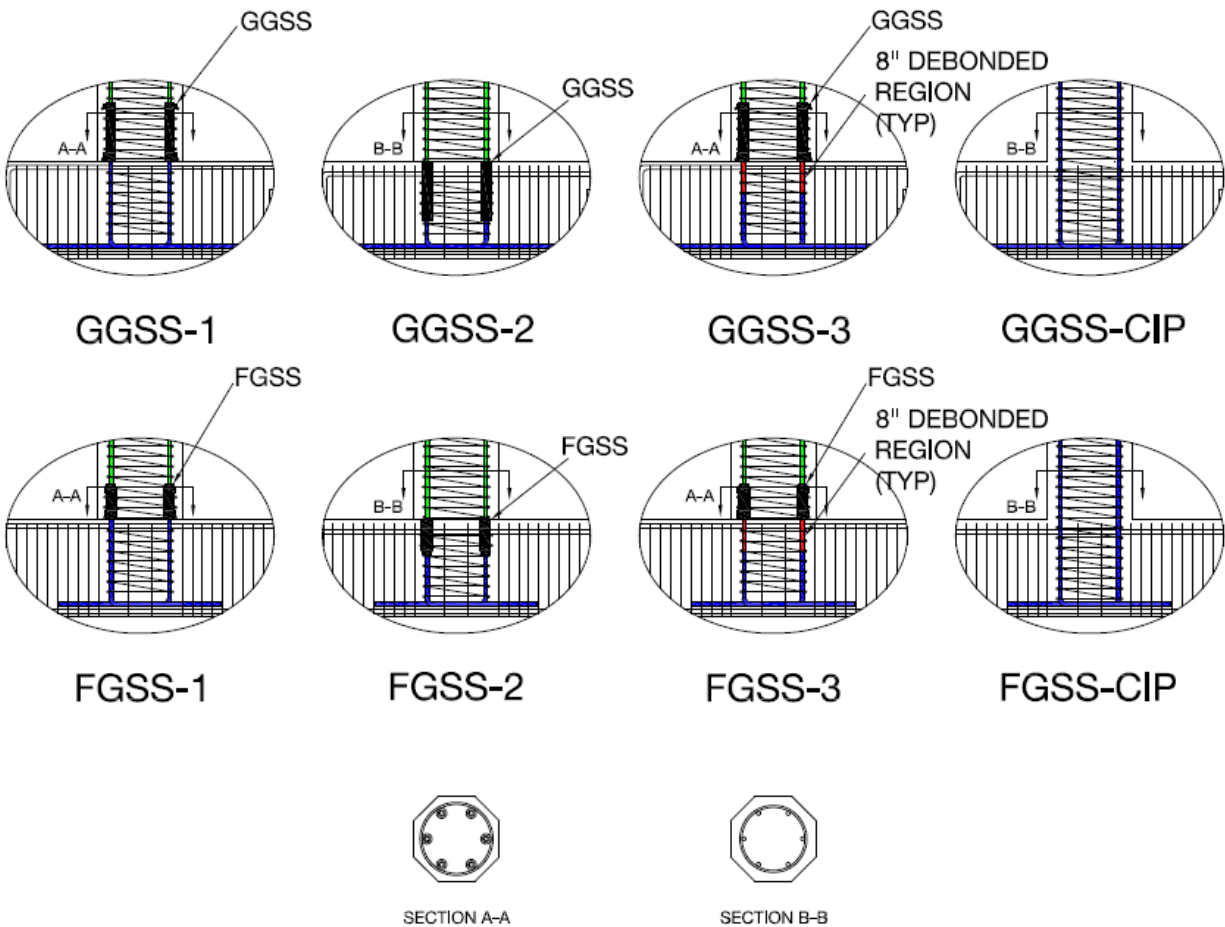 GGSS
GGSS
GGSS
8" DEBONDED
REGION
(TYP)
A-A
B-B
A-A
B-B
GGSS-1
GGSS-2
GGSS-3
GGSS-CIP
FGSS
FGSS
FGSS
8" DEBONDED
REGION
(TYP)
A-A
B-B
A-A
B-B
FGSS-1
FGSS-2
FGSS-3
FGSS-CIP
SECTION A-A
SECTION B-B